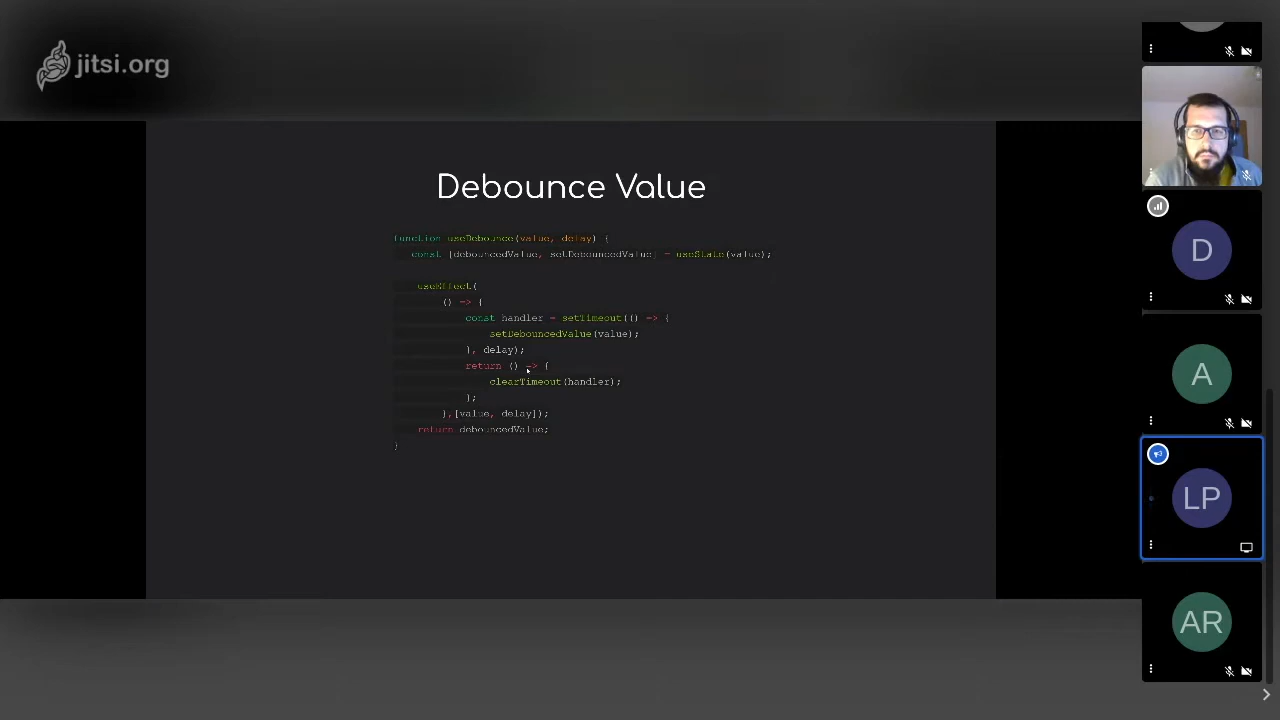 jitsi.org
Debounce Value
function useDebounce(value, delay) {
const [debouncedValue, setDebouncedValue] = useState(value);
useEffect(
() => {
const handler = setTimeout(() => {
setDebouncedValue(value);
}, delay);
return () => {
clearTimeout(handler);
};
},[value, delay]);
return debouncedValue;
}
D
A
LP
AR